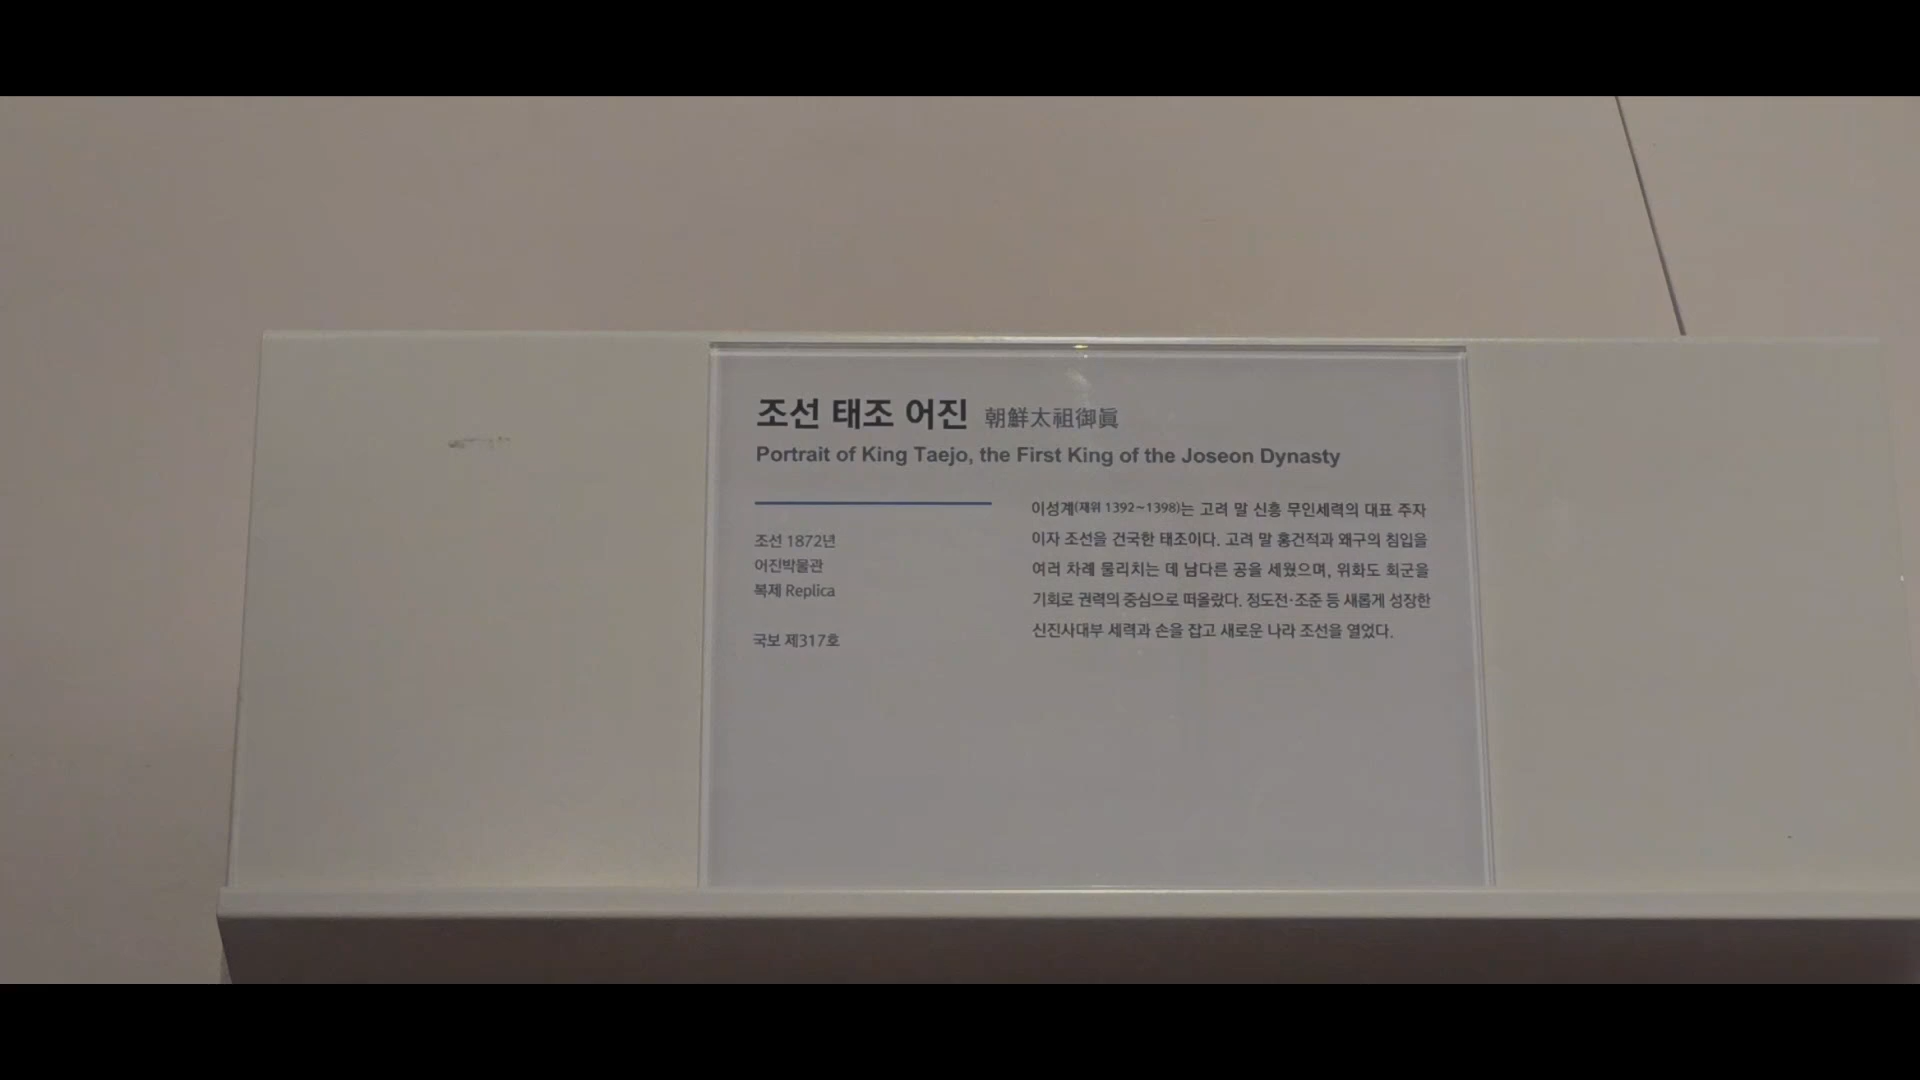 조선 태조 어진 朝鮮太祖御眞
Portrait of King Taejo, the First King of the Joseon Dynasty
조선 1872년
어진박물관
복제 Replica
국보 제317호
이성계(재위 1392~1398)는 고려 말 신흥 무인세력의 대표 주자
이자 조선을 건국한 태조이다. 고려 말 홍건적과 왜구의 침입을
여러 차례 물리치는 데 남다른 공을 세웠으며, 위화도 회군을
기회로 권력의 중심으로 떠올랐다. 정도전·조준 등 새롭게 성장한
신진사대부 세력과 손을 잡고 새로운 나라 조선을 열었다.